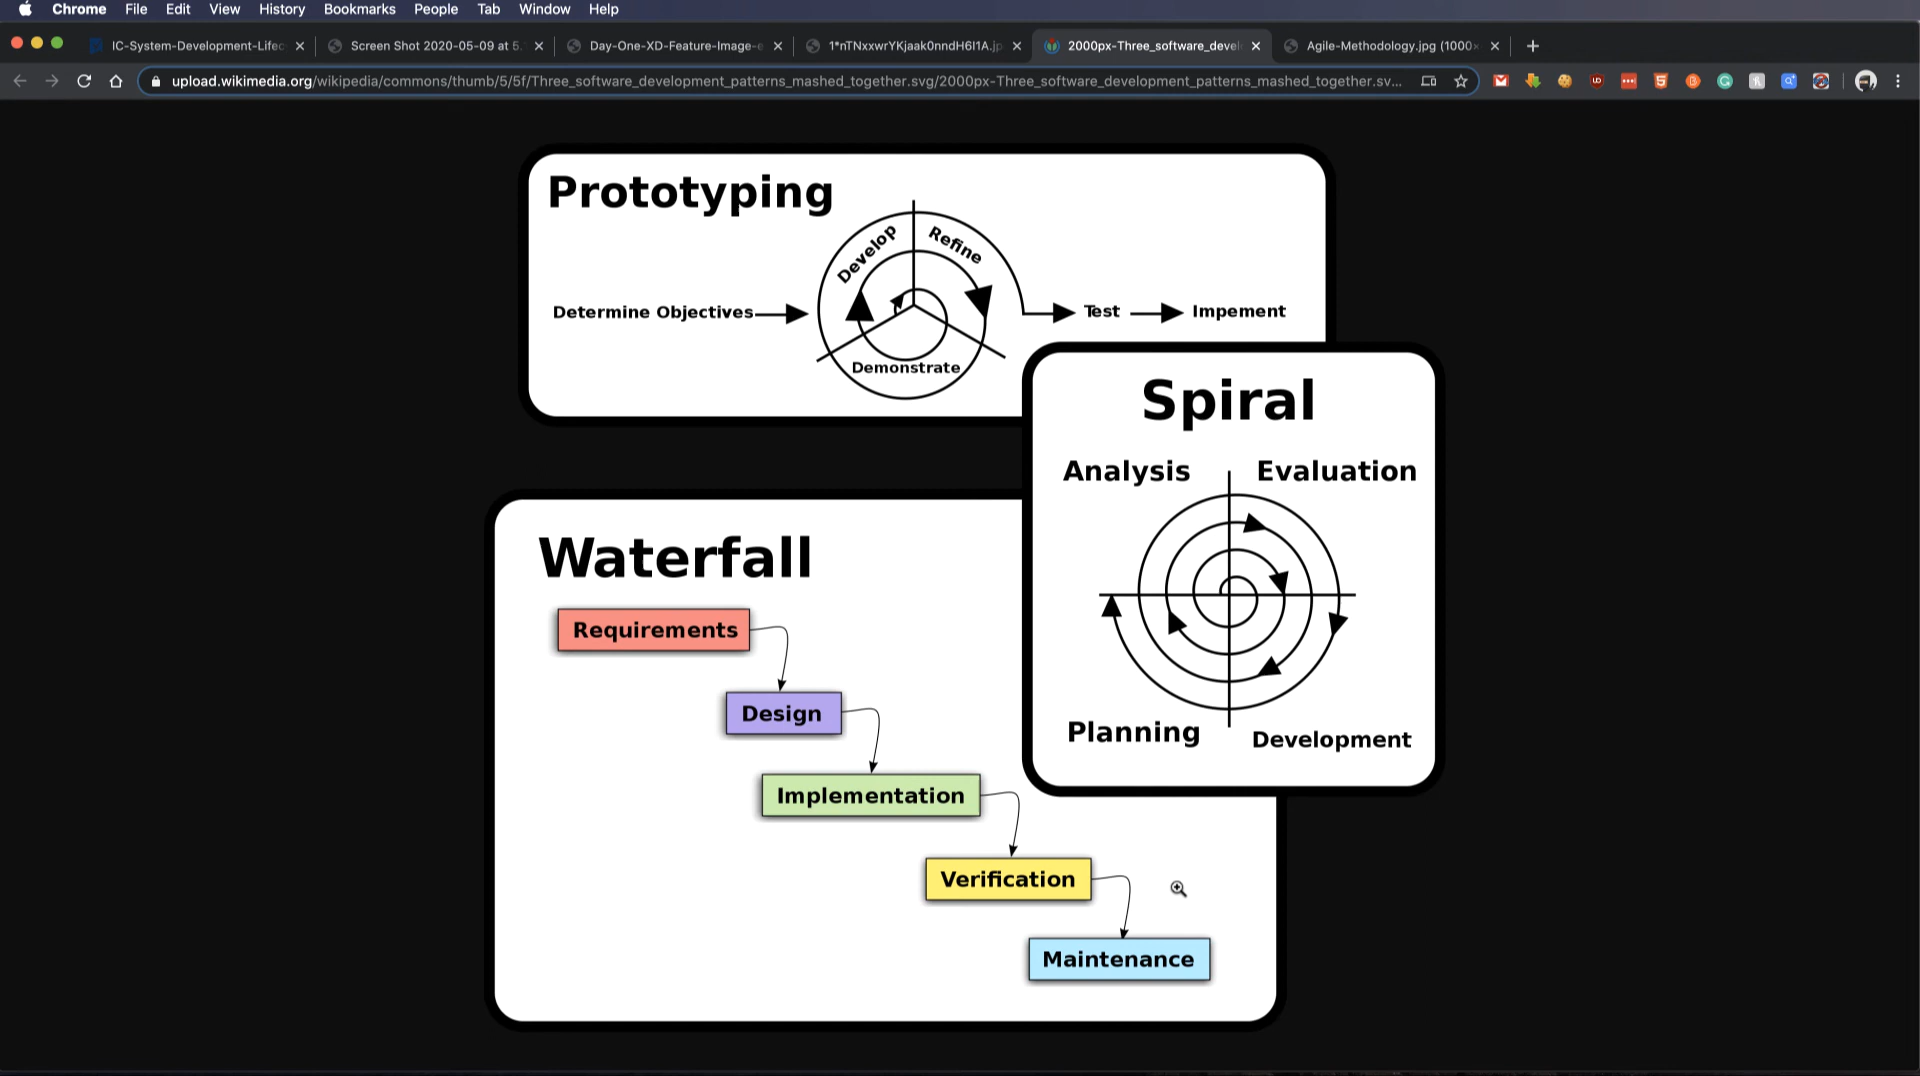 Chrome File Edit View History Bookmarks People Tab Window Help
IC-System-Development-Lifec
Screen Shot 2020-05-09 at 5.
Day-One-XD-Feature-Image-e
1*nTNxxwrYKjaak0nndH6I1A.jp
2000px-Three_software_devel
Agile-Methodology.jpg (1000×
upload.wikimedia.org/wikipedia/commons/thumb/5/5f/Three_software_development_patterns_mashed_together.svg/2000px-Three_software_development_patterns_mashed_together.sv...
Prototyping
Develop
Refine
Determine Objectives
Test
Impement
Demonstrate
Spiral
Analysis
Evaluation
Planning
Development
Waterfall
Requirements
Design
Implementation
Verification
Maintenance